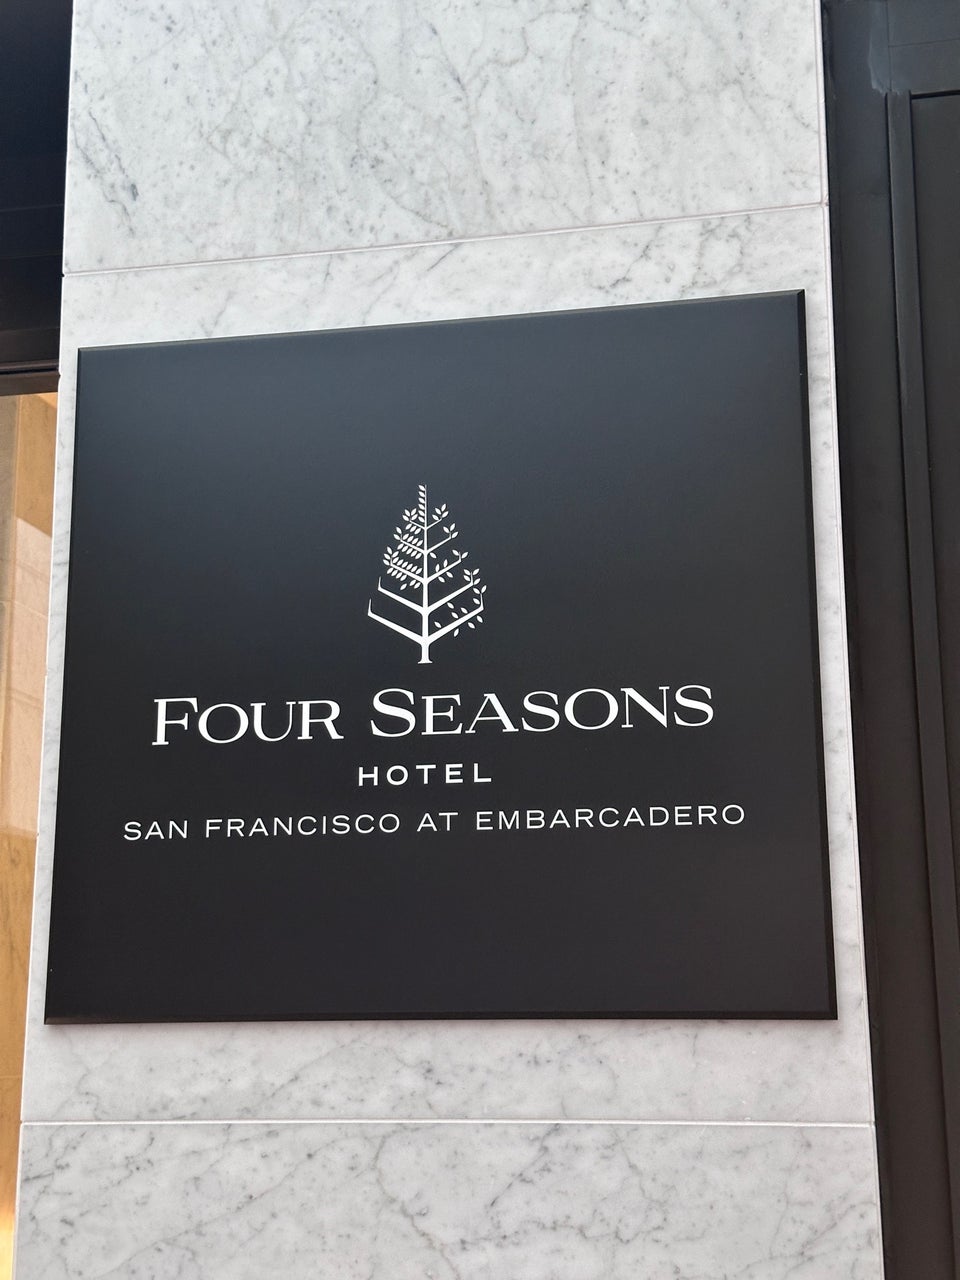 FOUR SEASONS
HOTEL
SAN FRANCISCO AT EMBARCADERO